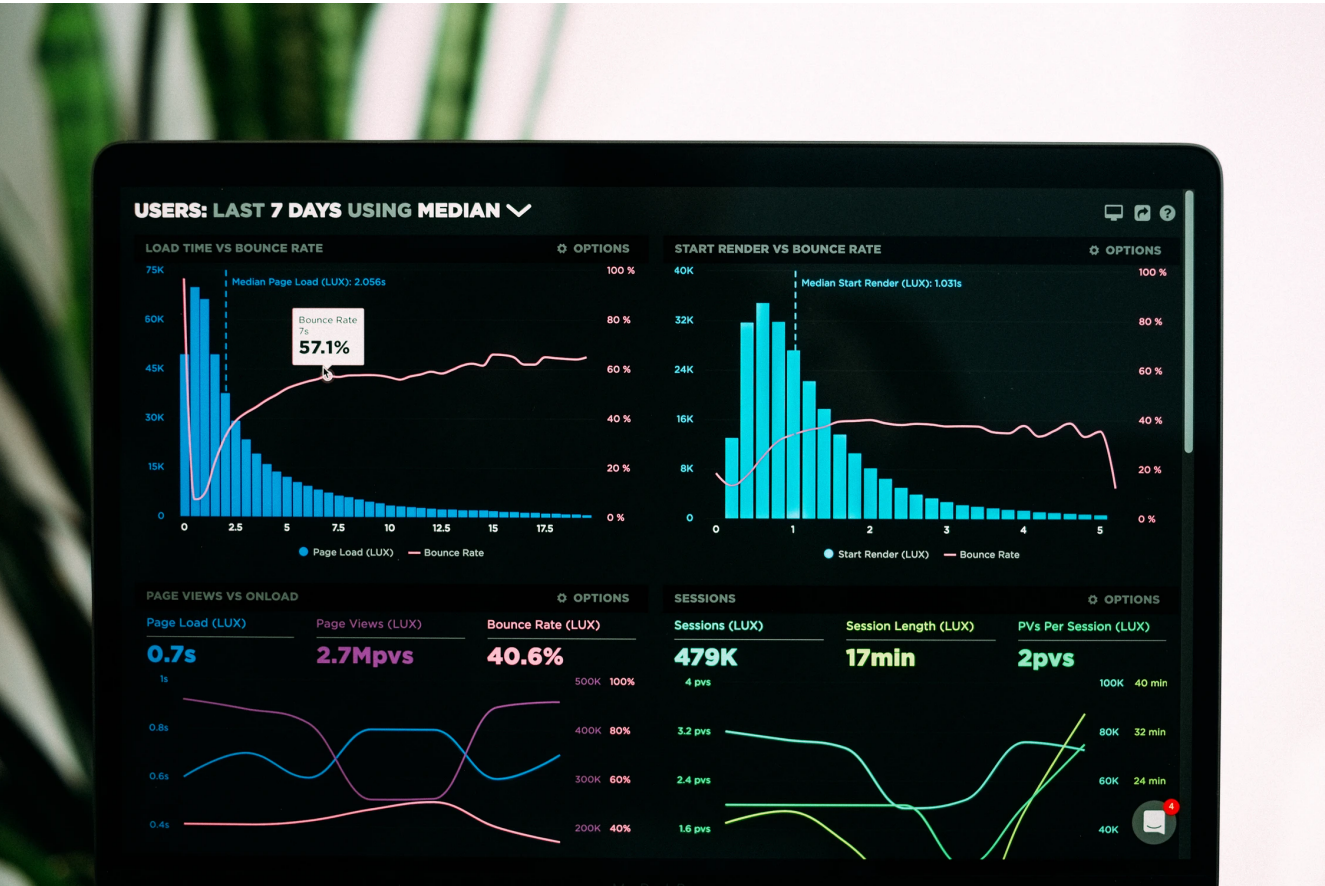 USERS: LAST 7 DAYS USING MEDIAN
LOAD TIME VS BOUNCE RATE
OPTIONS
75K
100 %
Median Page Load (LUX): 2.056s
60K
80 %
Bounce Rate
7s
57.1%
45K
60 %
30K
40 %
15K
20 %
0
0 %
0 2.5 5 7.5 10 12.5 15 17.5
Page Load (LUX) Bounce Rate
START RENDER VS BOUNCE RATE
OPTIONS
40K
100 %
Median Start Render (LUX): 1.031s
32K
80 %
24K
60 %
16K
40 %
8K
20 %
0
0 %
0 1 2 3 4 5
Start Render (LUX) Bounce Rate
PAGE VIEWS VS ONLOAD
OPTIONS
Page Load (LUX) Page Views (LUX) Bounce Rate (LUX)
0.7s 2.7Mpvs 40.6%
1s
500K 100%
0.8s
400K 80%
0.6s
300K 60%
0.4s
200K 40%
SESSIONS
OPTIONS
Sessions (LUX) Session Length (LUX) PVs Per Session (LUX)
479K 17min 2pvs
4 pvs
100K 40 min
3.2 pvs
80K 32 min
2.4 pvs
60K 24 min
1.6 pvs
40K
4